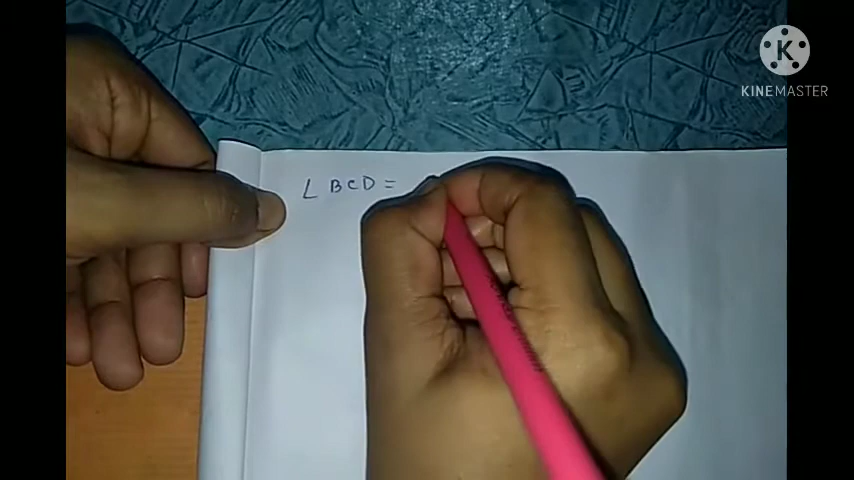 K
KINEMASTER
∠ BCD =